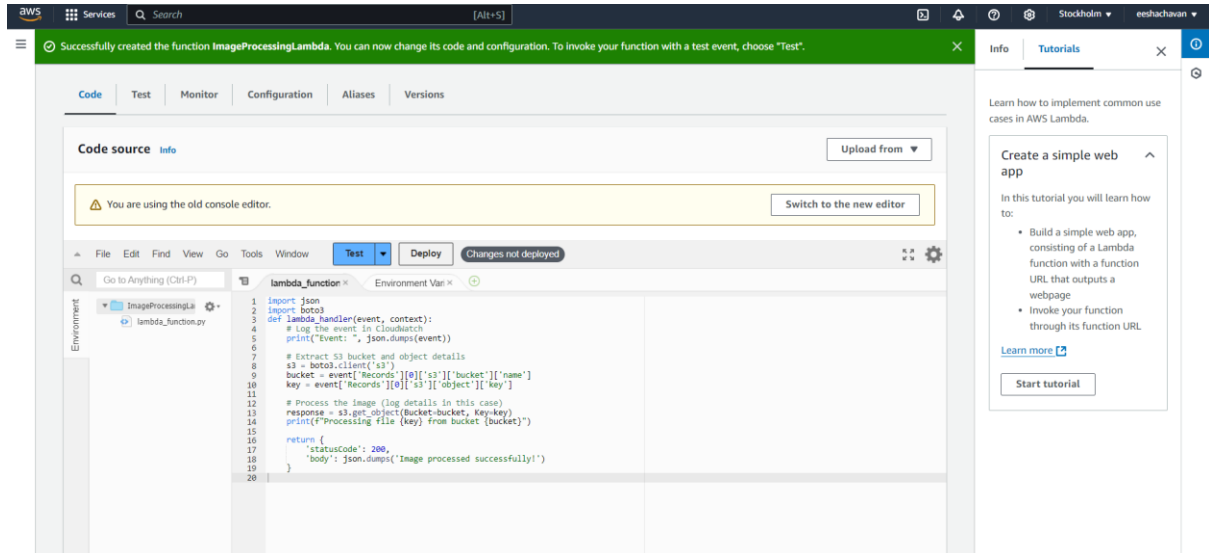 aws Services Search [Alt+S] Stockholm ▼ eeshachavan ▼
Successfully created the function ImageProcessingLambda. You can now change its code and configuration. To invoke your function with a test event, choose "Test".
Code Test Monitor Configuration Aliases Versions
Code source Info Upload from ▼
You are using the old console editor. Switch to the new editor
File Edit Find View Go Tools Window Test Deploy Changes not deployed
Go to Anything (Ctrl-P) lambda_function × Environment Vari ×
Environment
ImageProcessingLa
lambda_function.py
1 import json
2 import boto3
3 def lambda_handler(event, context):
4     # Log the event in CloudWatch
5     print("Event: ", json.dumps(event))
6
7     # Extract S3 bucket and object details
8     s3 = boto3.client('s3')
9     bucket = event['Records'][0]['s3']['bucket']['name']
10     key = event['Records'][0]['s3']['object']['key']
11
12     # Process the image (log details in this case)
13     response = s3.get_object(Bucket=bucket, Key=key)
14     print(f"Processing file {key} from bucket {bucket}")
15
16     return {
17         'statusCode': 200,
18         'body': json.dumps('Image processed successfully!')
19     }
20
Info Tutorials
Learn how to implement common use
cases in AWS Lambda.
Create a simple web
app
In this tutorial you will learn how
to:
• Build a simple web app,
consisting of a Lambda
function with a function
URL that outputs a
webpage
• Invoke your function
through its function URL
Learn more
Start tutorial